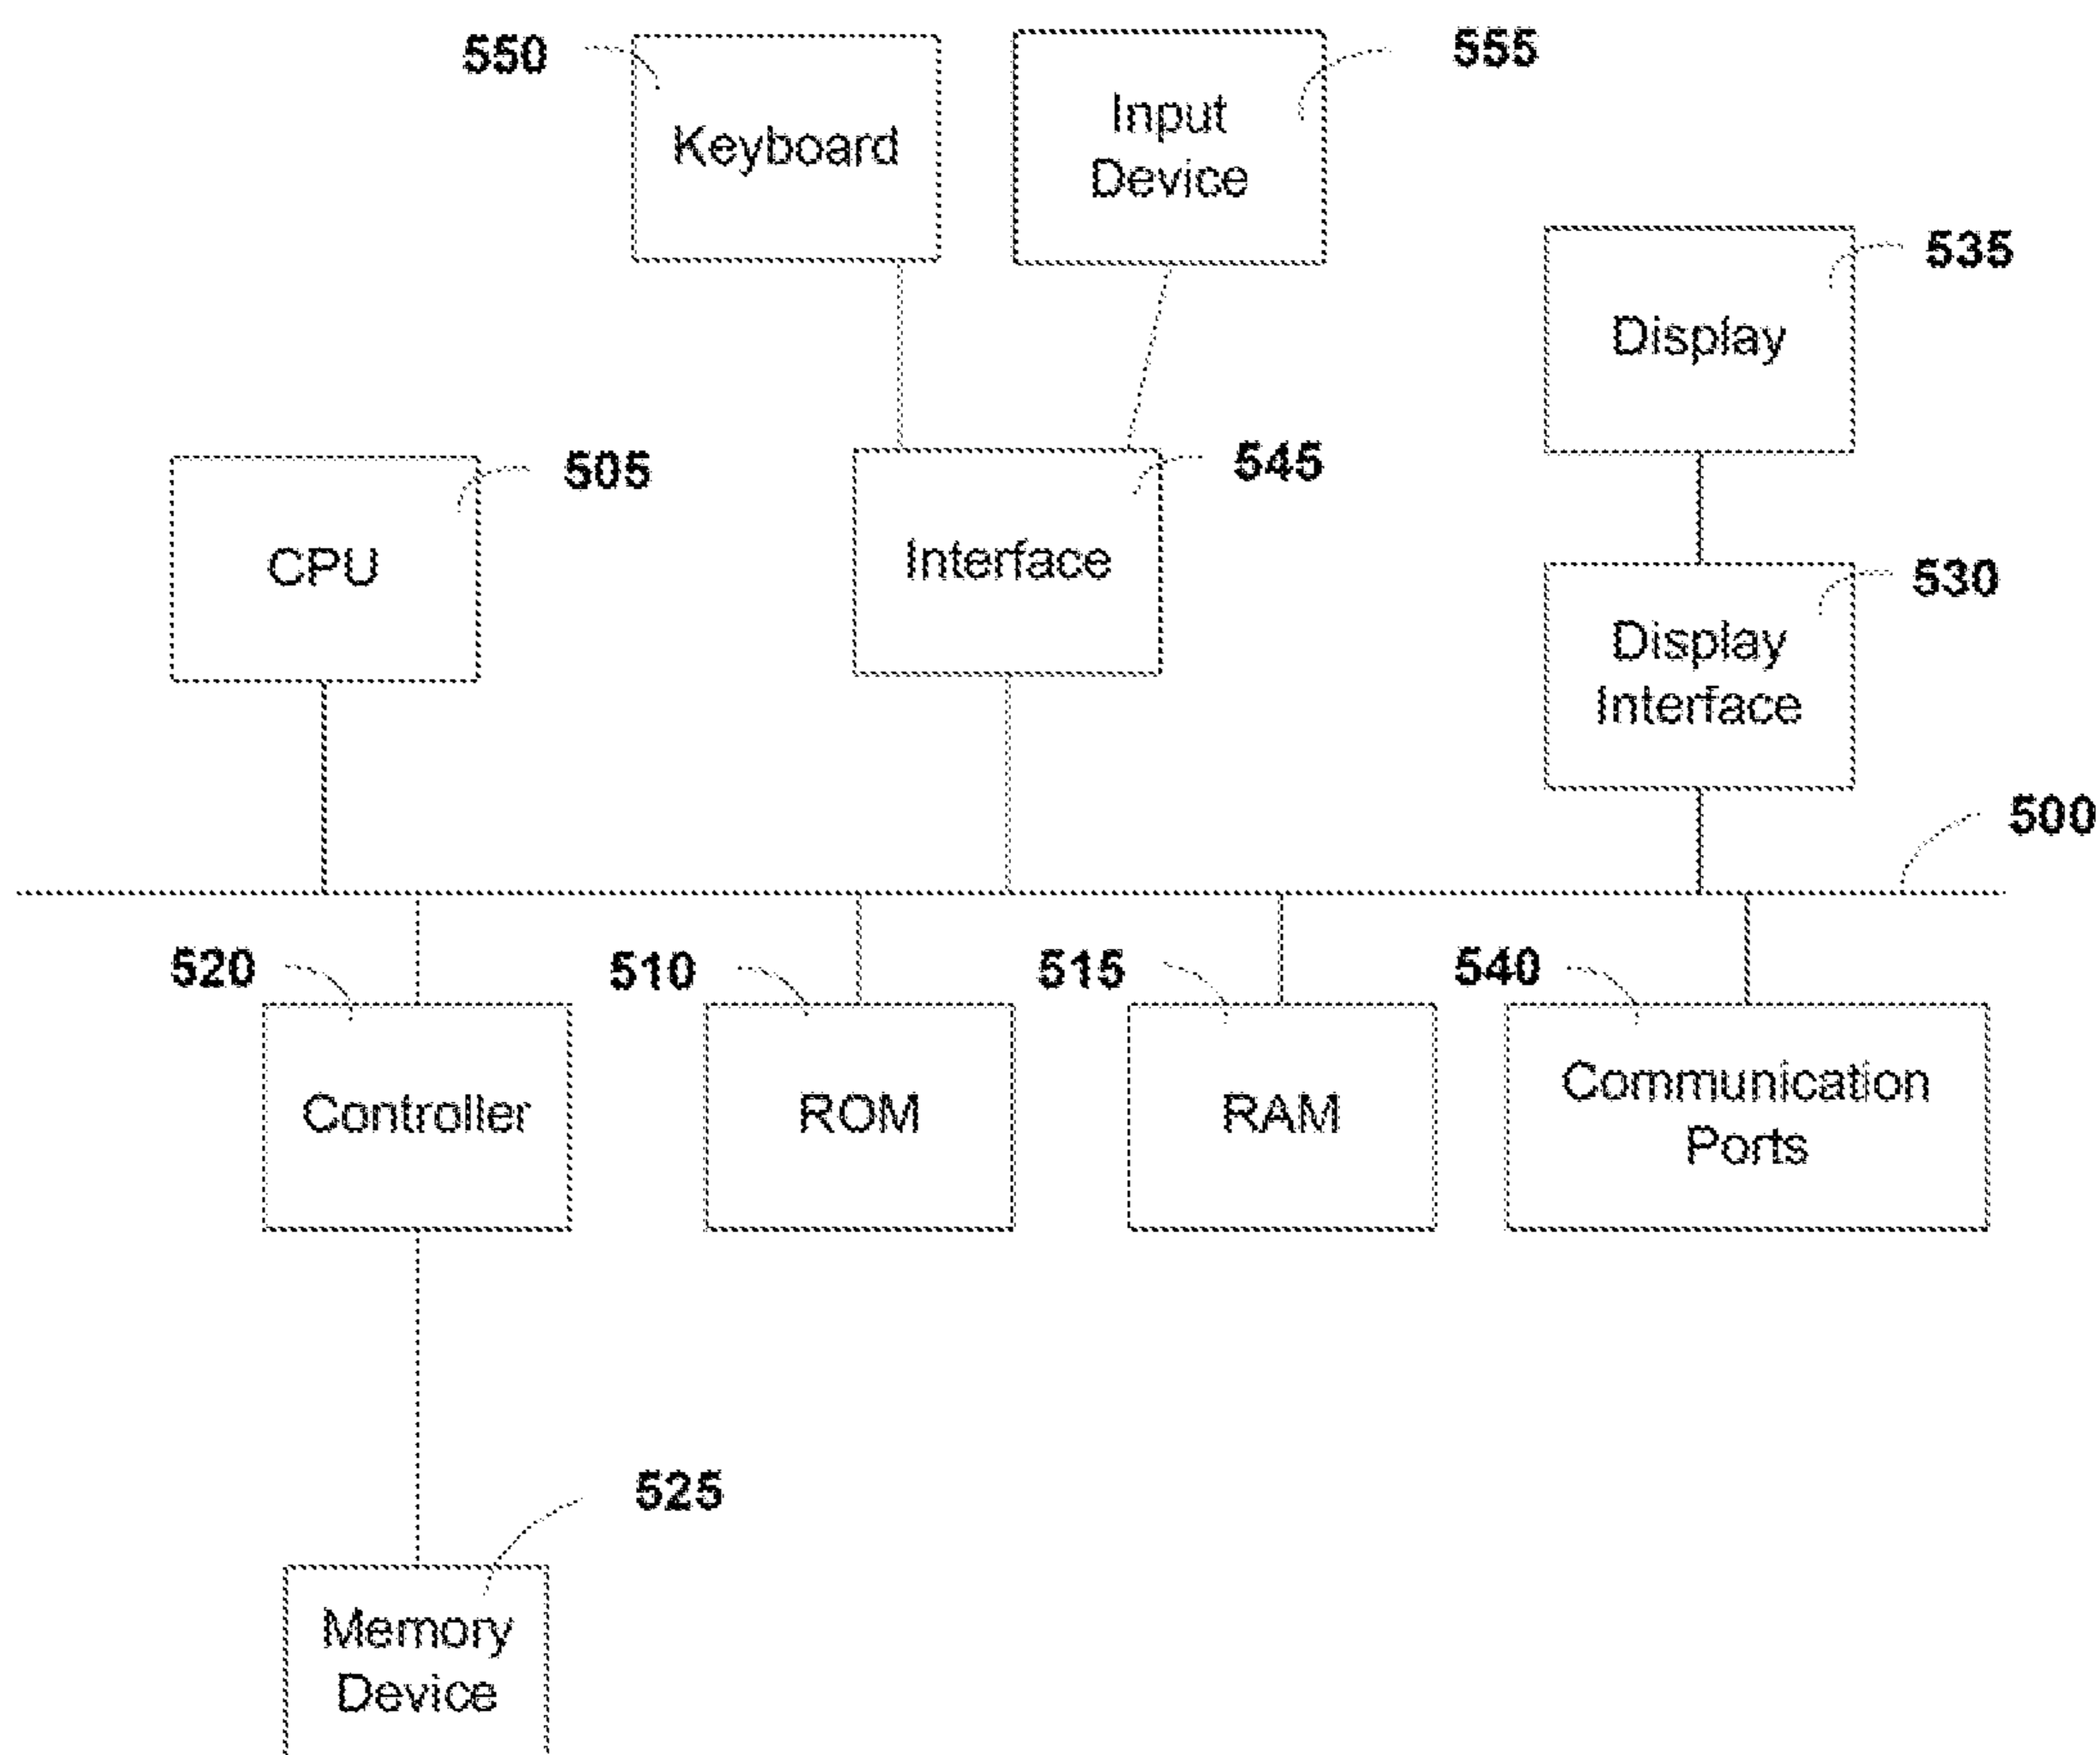 550
Keyboard
Input
Device
555
Display
535
CPU
505
Interface
545
Display
Interface
530
500
520
Controller
510
ROM
515
RAM
540
Communication
Ports
525
Memory
Device